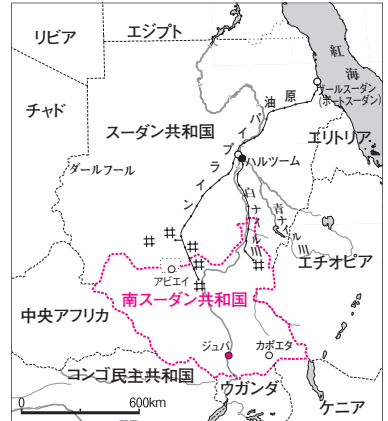 リビア
エジプト
紅海
チャド
原油パイプライン
ブールスーダン
(ポートスーダン)
スーダン共和国
エリトリア
ダールフール
ハルツーム
白ナイル川
青ナイル川
アビエイ
エチオピア
南スーダン共和国
中央アフリカ
ジュバ
カポエタ
コンゴ民主共和国
ウガンダ
ケニア
0 600km